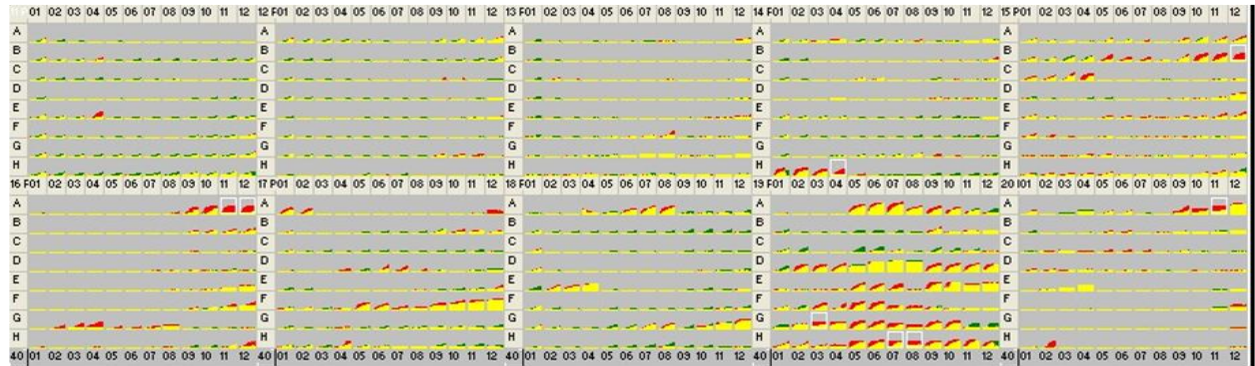 01 02 03 04 05 06 07 08 09 10 11 12 F01 02 03 04 05 06 07 08 09 10 11 12 13 F01 02 03 04 05 06 07 08 09 10 11 12 14 F01 02 03 04 05 06 07 08 09 10 11 12 15 P01 02 03 04 05 06 07 08 09 10 11 12
A A A A A
B B B B B
C C C C C
D D D D D
E E E E E
F F F F F
G G G G G
H H H H H
16 F01 02 03 04 05 06 07 08 09 10 11 12 17 F01 02 03 04 05 06 07 08 09 10 11 12 18 F01 02 03 04 05 06 07 08 09 10 11 12 19 F01 02 03 04 05 06 07 08 09 10 11 12 20 01 02 03 04 05 06 07 08 09 10 11 12
A A A A A
B B B B B
C C C C C
D D D D D
E E E E E
F F F F F
G G G G G
H H H H H
40 01 02 03 04 05 06 07 08 09 10 11 12 40 01 02 03 04 05 06 07 08 09 10 11 12 40 01 02 03 04 05 06 07 08 09 10 11 12 40 01 02 03 04 05 06 07 08 09 10 11 12 40 01 02 03 04 05 06 07 08 09 10 11 12